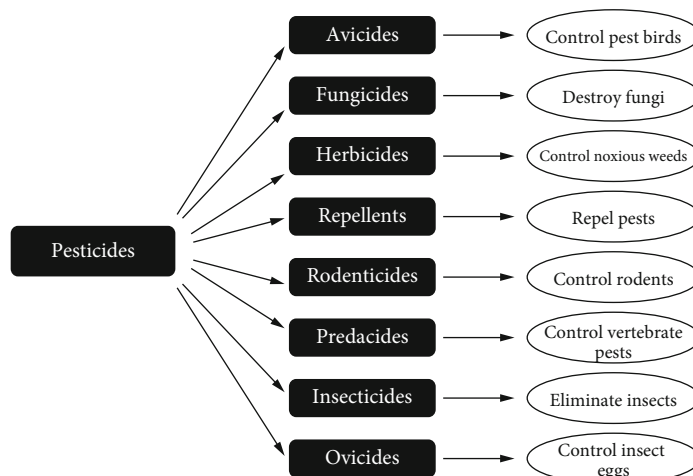 Avicides
Control pest birds
Fungicides
Destroy fungi
Herbicides
Control noxious weeds
Repellents
Repel pests
Pesticides
Rodenticides
Control rodents
Predacides
Control vertebrate
pests
Insecticides
Eliminate insects
Ovicides
Control insect
eggs